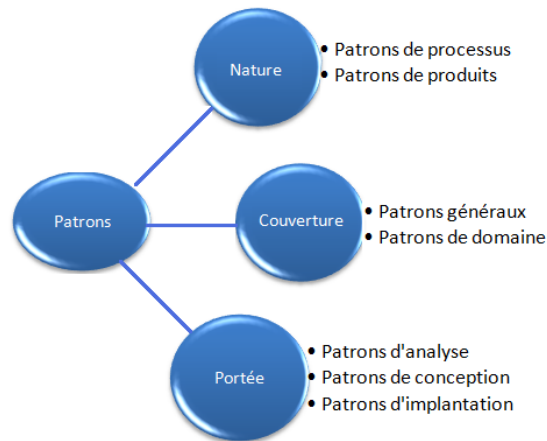 Nature
• Patrons de processus
• Patrons de produits
Patrons
Couverture
• Patrons généraux
• Patrons de domaine
Portée
• Patrons d'analyse
• Patrons de conception
• Patrons d'implantation